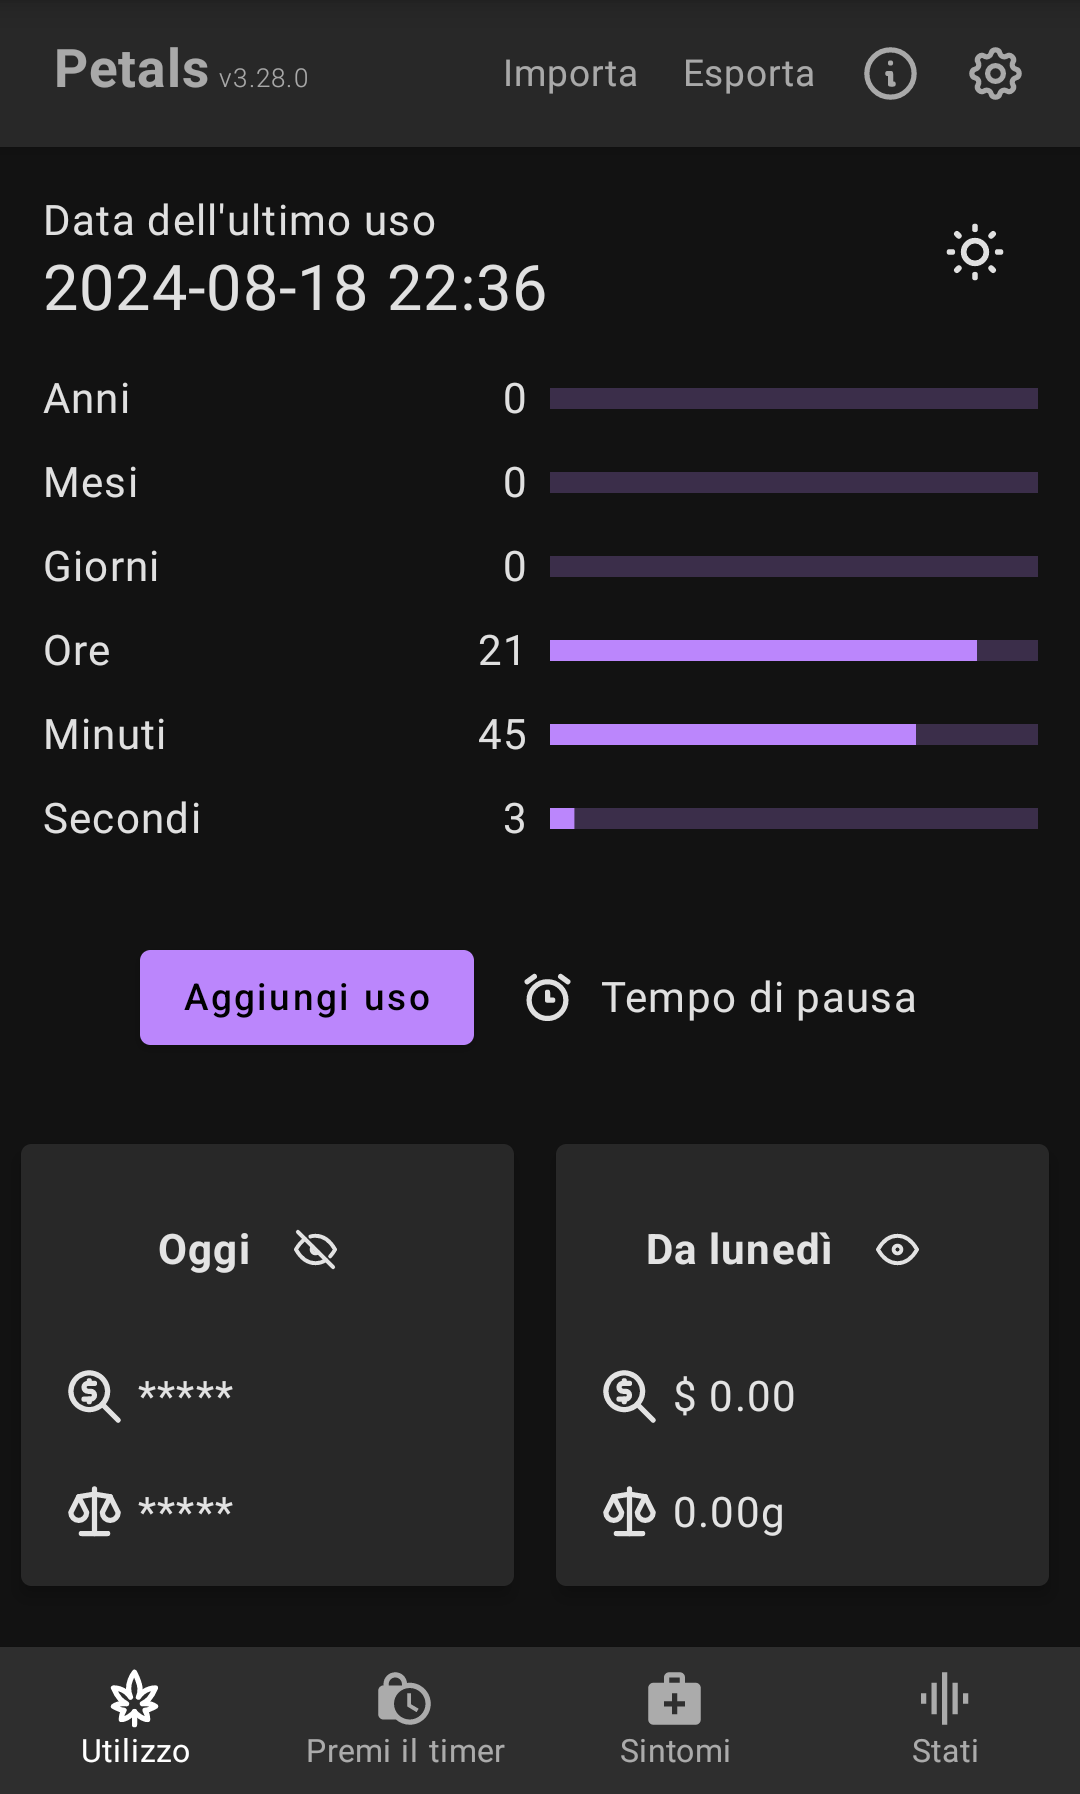 Petals v3.28.0 Importa Esporta
Data dell'ultimo uso
2024-08-18 22:36
Anni 0
Mesi 0
Giorni 0
Ore 21
Minuti 45
Secondi 3
Aggiungi uso Tempo di pausa
Oggi
*****
*****
Da lunedì
$ 0.00
0.00g
Utilizzo Premi il timer Sintomi Stati